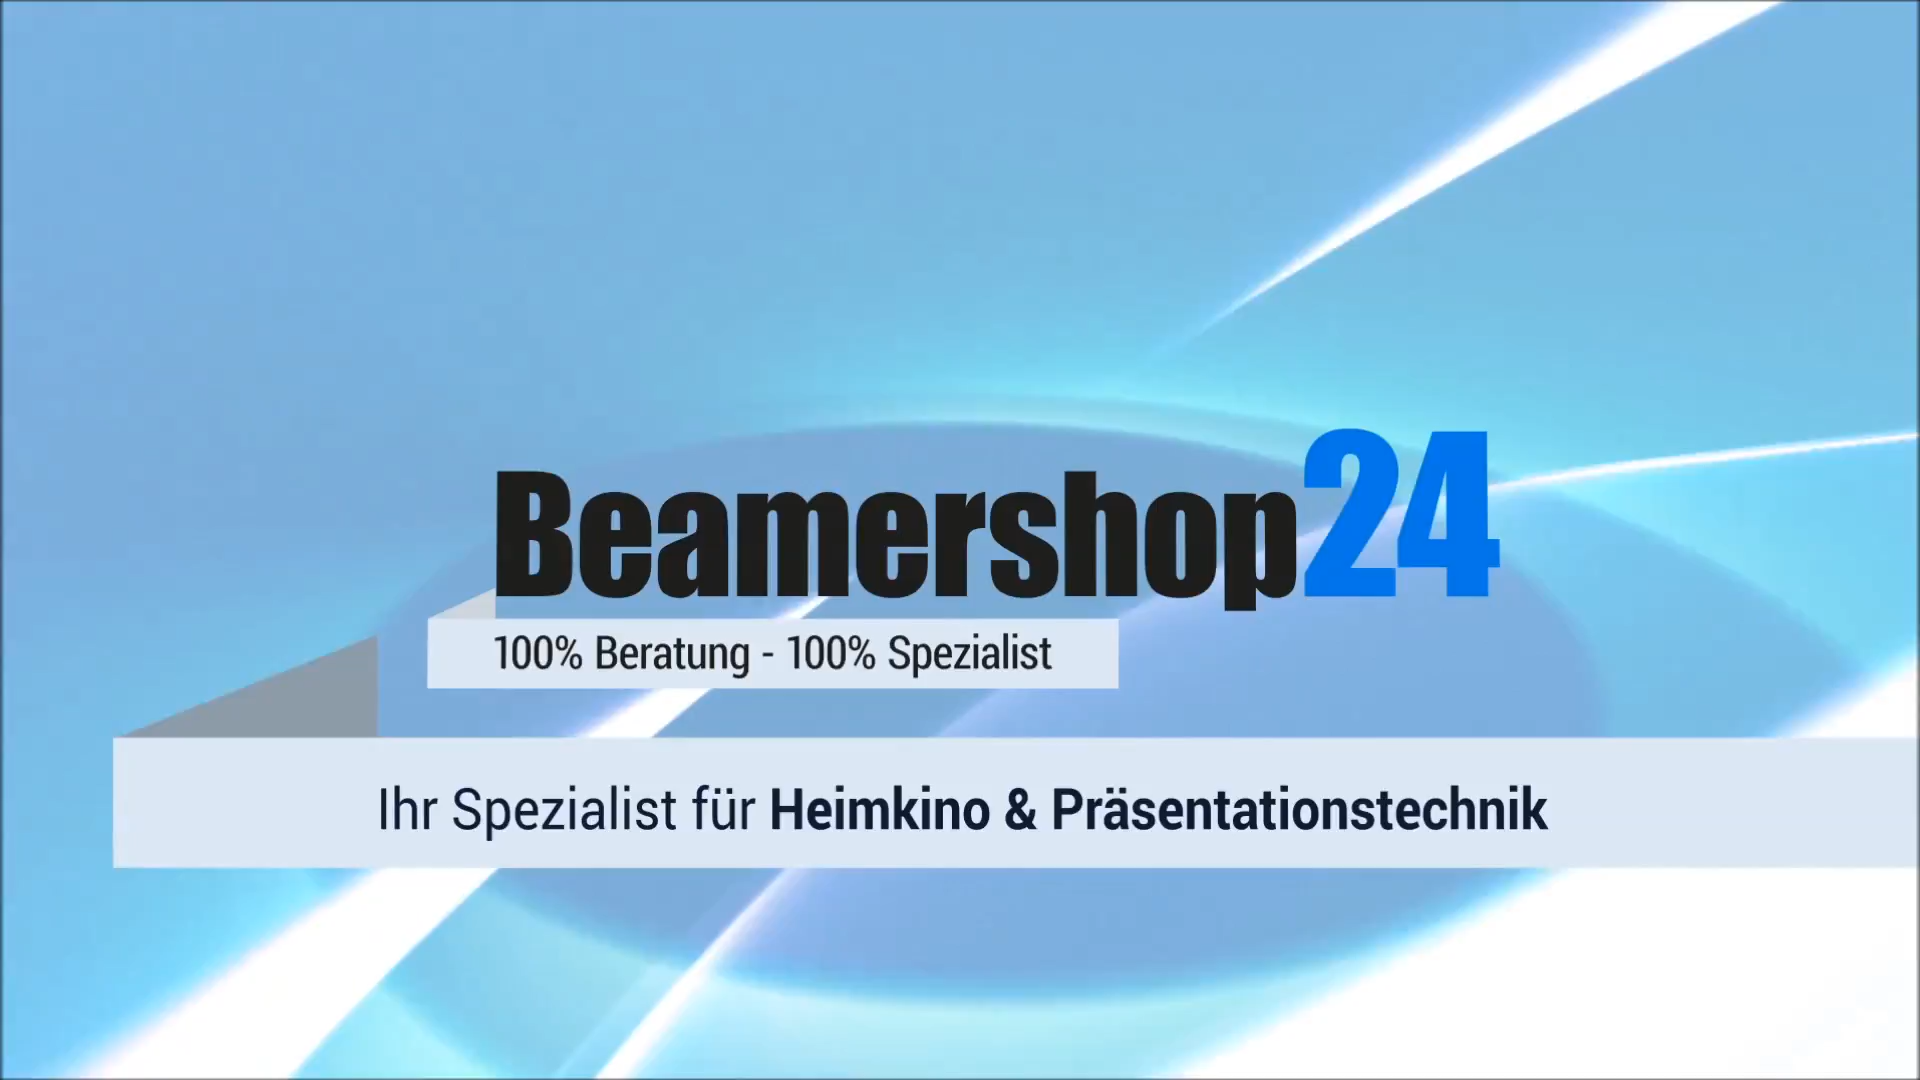 Beamershop24
100% Beratung - 100% Spezialist
Ihr Spezialist für Heimkino & Präsentationstechnik